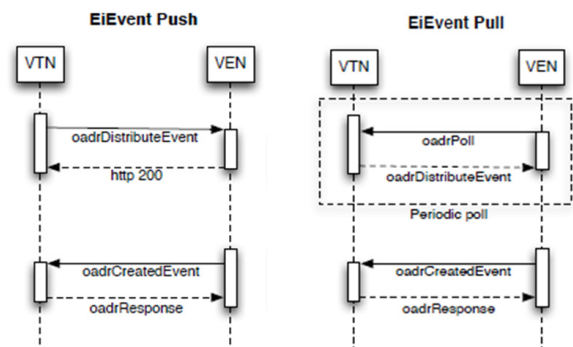 EiEvent Push
VTN
VEN
oadrDistributeEvent
http 200
oadrCreatedEvent
oadrResponse
EiEvent Pull
VTN
VEN
oadrPoll
oadrDistributeEvent
Periodic poll
oadrCreatedEvent
oadrResponse